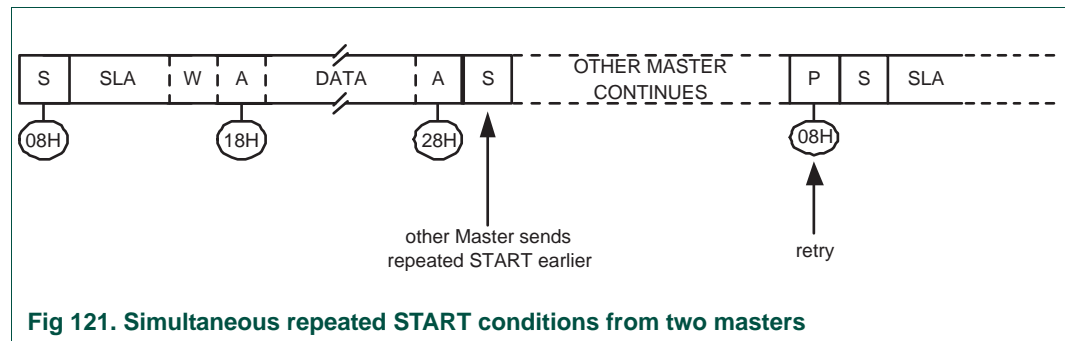 S SLA W A DATA A S OTHER MASTER CONTINUES P S SLA
08H 18H 28H 08H
other Master sends
repeated START earlier
retry
Fig 121. Simultaneous repeated START conditions from two masters